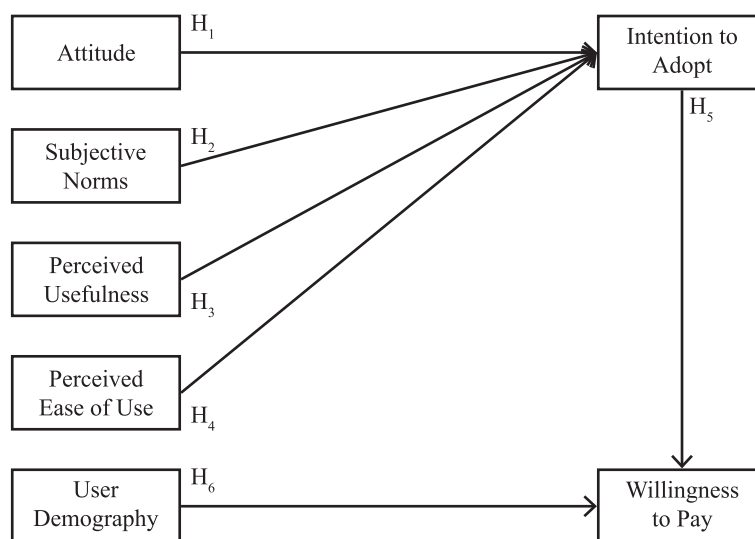 H₁
Attitude
Intention to
Adopt
H₅
H₂
Subjective
Norms
Perceived
Usefulness
H₃
Perceived
Ease of Use
H₄
H₆
User
Demography
Willingness
to Pay